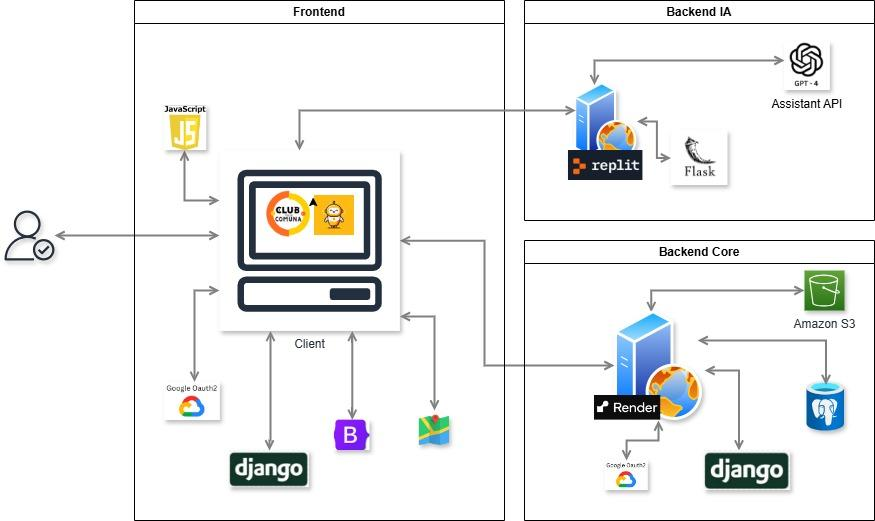 Frontend
JavaScript
JS
CLUB
COMUNA
Client
Google Oauth2
django
B
Backend IA
GPT - 4
Assistant API
replit
Flask
Backend Core
Amazon S3
Render
Google Oauth2
django